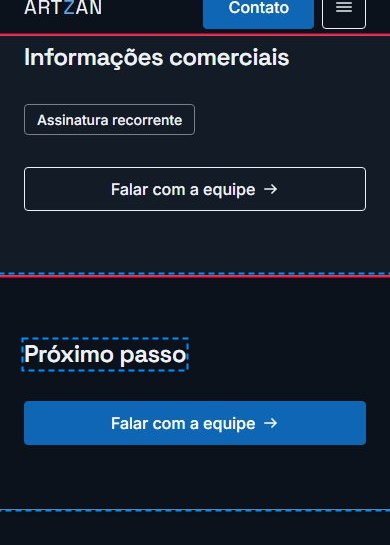 ARTZAN
Contato
Informações comerciais
Assinatura recorrente
Falar com a equipe →
Próximo passo
Falar com a equipe →